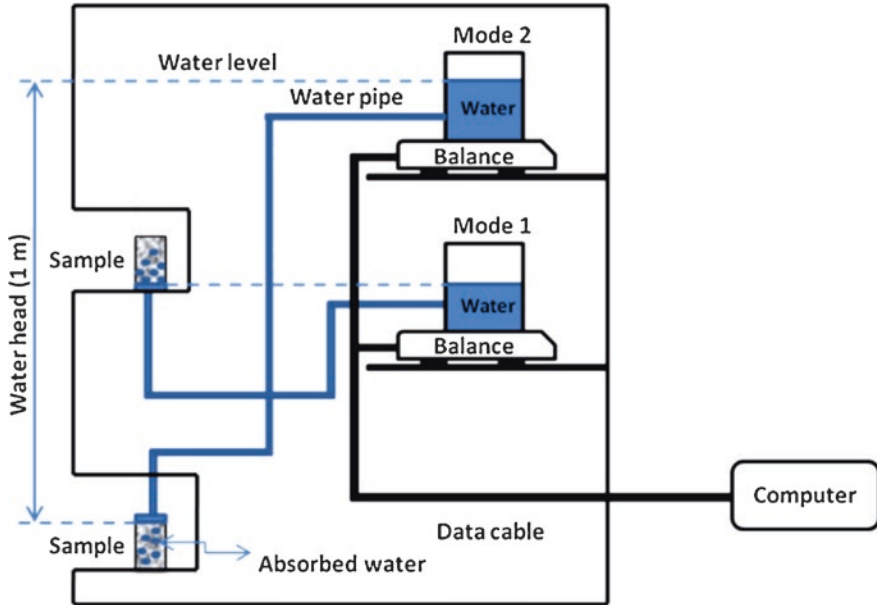 Mode 2
Water level
Water pipe
Water
Balance
Water head (1 m)
Mode 1
Sample
Water
Balance
Computer
Data cable
Sample
Absorbed water